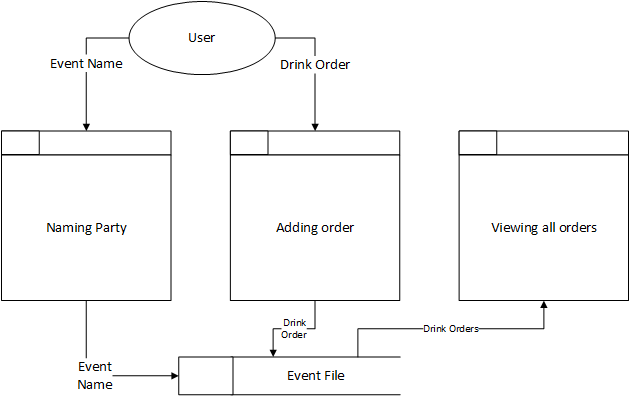 User
Event Name
Drink Order
Naming Party
Adding order
Viewing all orders
Drink
Order
Drink Orders
Event
Name
Event File